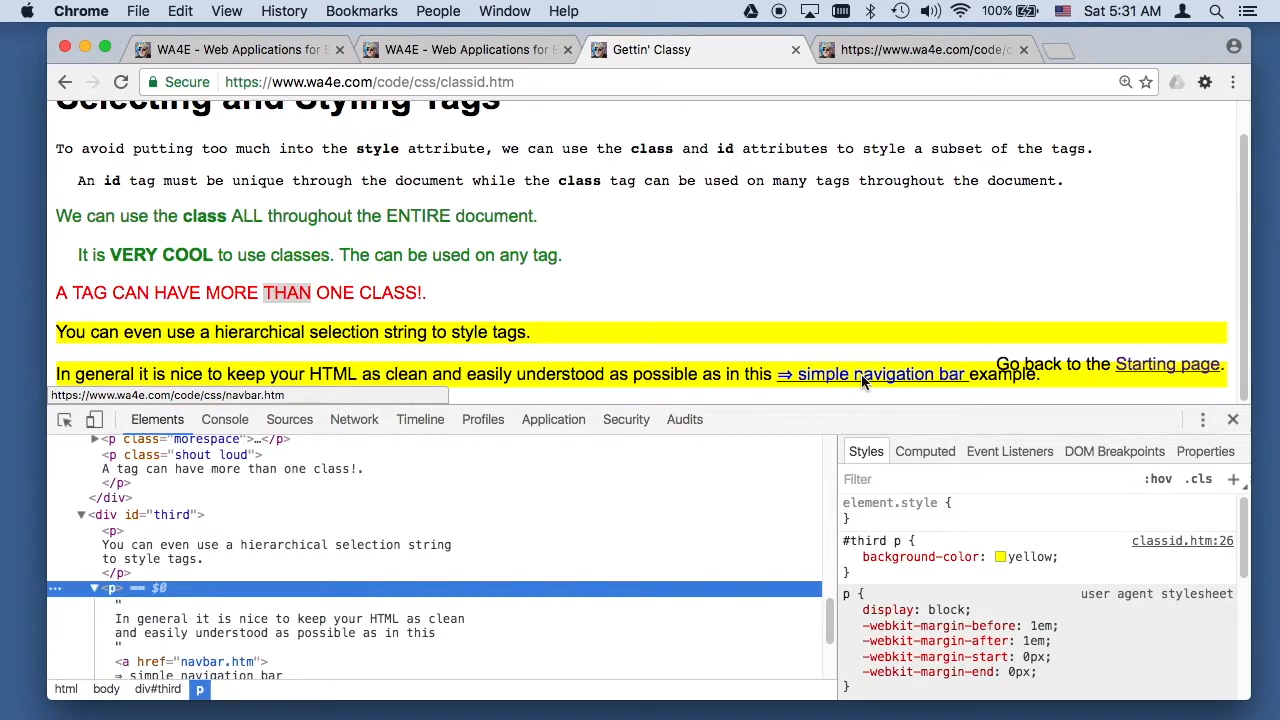 Chrome File Edit View History Bookmarks People Window Help 100% Sat 5:31 AM
WA4E - Web Applications for E WA4E - Web Applications for E Gettin' Classy https://www.wa4e.com/code/c
Secure https://www.wa4e.com/code/css/classid.htm
Selecting and Styling Tags
To avoid putting too much into the style attribute, we can use the class and id attributes to style a subset of the tags.
An id tag must be unique through the document while the class tag can be used on many tags throughout the document.
We can use the class ALL throughout the ENTIRE document.
It is VERY COOL to use classes. The can be used on any tag.
A TAG CAN HAVE MORE THAN ONE CLASS!.
You can even use a hierarchical selection string to style tags.
Go back to the Starting page.
In general it is nice to keep your HTML as clean and easily understood as possible as in this ⇒ simple navigation bar example.
https://www.wa4e.com/code/css/navbar.htm
Elements Console Sources Network Timeline Profiles Application Security Audits
▶<p class="morespace">…</p>
<p class="shout loud">
A tag can have more than one class!.
</p>
</div>
▼<div id="third">
<p>
You can even use a hierarchical selection string
to style tags.
</p>
… ▼<p> == $0
"
In general it is nice to keep your HTML as clean
and easily understood as possible as in this
"
<a href="navbar.htm">
⇒ simple navigation bar
html body div#third p
Styles Computed Event Listeners DOM Breakpoints Properties
Filter :hov .cls +
element.style {
}
#third p { classid.htm:26
background-color: yellow;
}
p { user agent stylesheet
display: block;
-webkit-margin-before: 1em;
-webkit-margin-after: 1em;
-webkit-margin-start: 0px;
-webkit-margin-end: 0px;
}